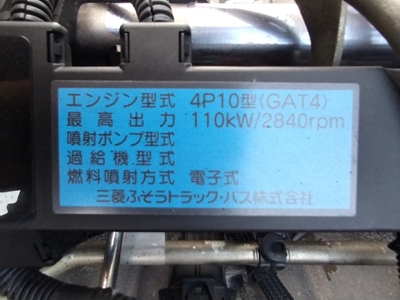 エンジン型式 4P10型(GAT4)
最高出力 110kW/2840rpm
噴射ポンプ型式
過給機型式
燃料噴射方式 電子式
三菱ふそうトラック・バス株式会社